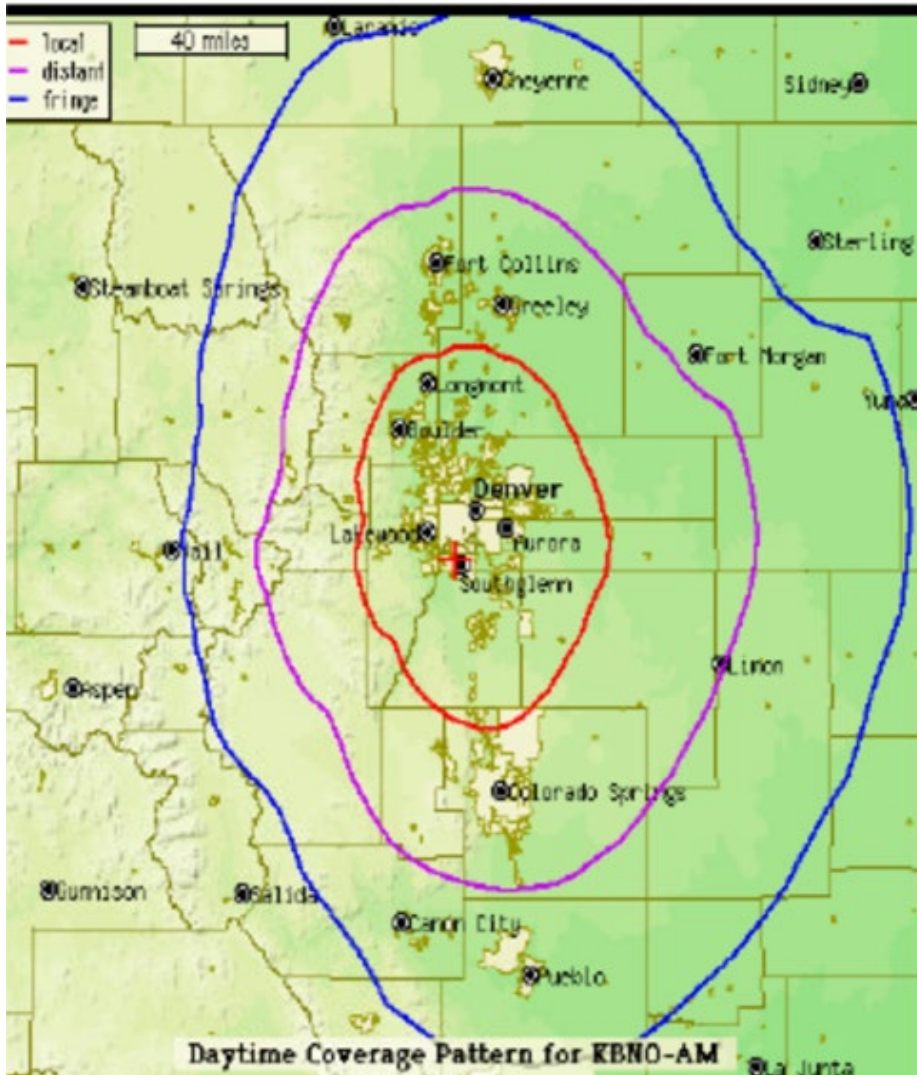 Laramie
local
40 miles
distant
fringe
Cheyenne
Sidney
Sterling
Fort Collins
Steamboat Springs
Greeley
Fort Morgan
Longmont
Yuma
Boulder
Denver
Lakewood
Aurora
Vail
Southglenn
Limon
Aspen
Colorado Springs
Gunnison
Salida
Canon City
Pueblo
Daytime Coverage Pattern for KBNO-AM
La Junta